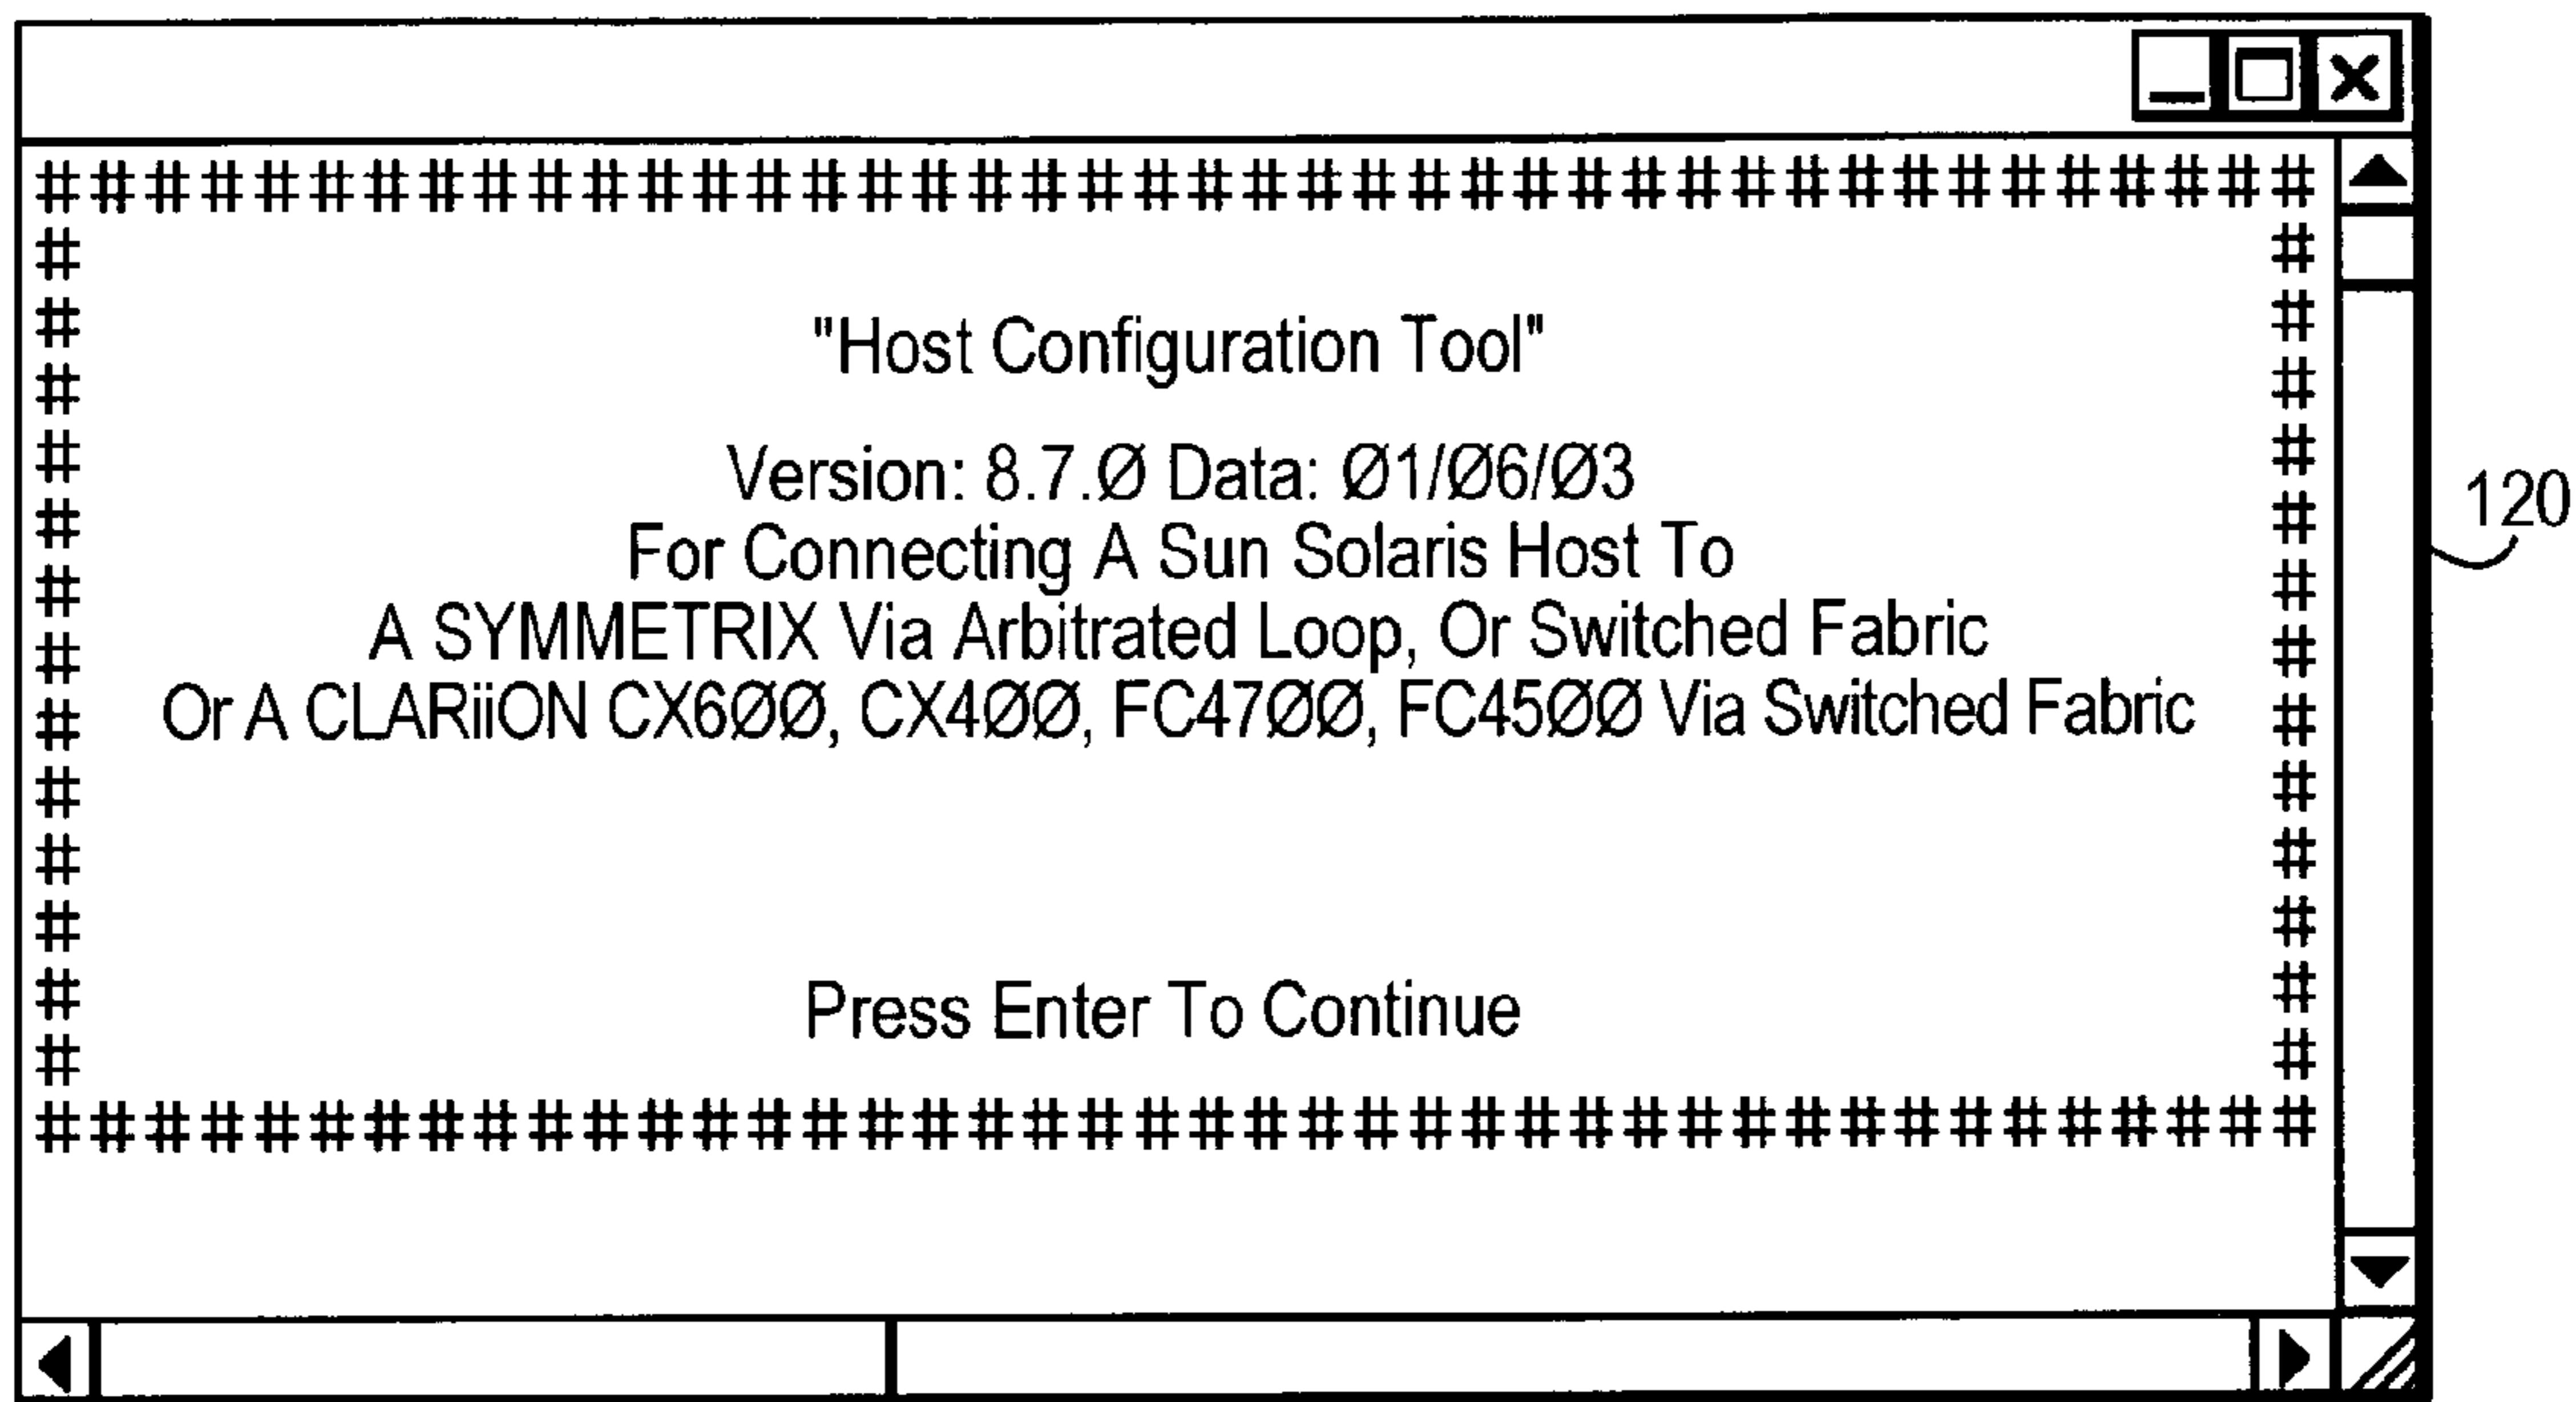 # # # # # # # # # # # # # # # # # # # # # # # # # # # # # # # # # # # # # # # # # #
# #
# "Host Configuration Tool" #
# #
# Version: 8.7.Ø Data: Ø1/Ø6/Ø3 #
# For Connecting A Sun Solaris Host To #
# #
# A SYMMETRIX Via Arbitrated Loop, Or Switched Fabric #
# Or A CLARiiON CX6ØØ, CX4ØØ, FC47ØØ, FC45ØØ Via Switched Fabric #
# #
# #
# #
# Press Enter To Continue #
# #
# # # # # # # # # # # # # # # # # # # # # # # # # # # # # # # # # # # # # # # # # #
120